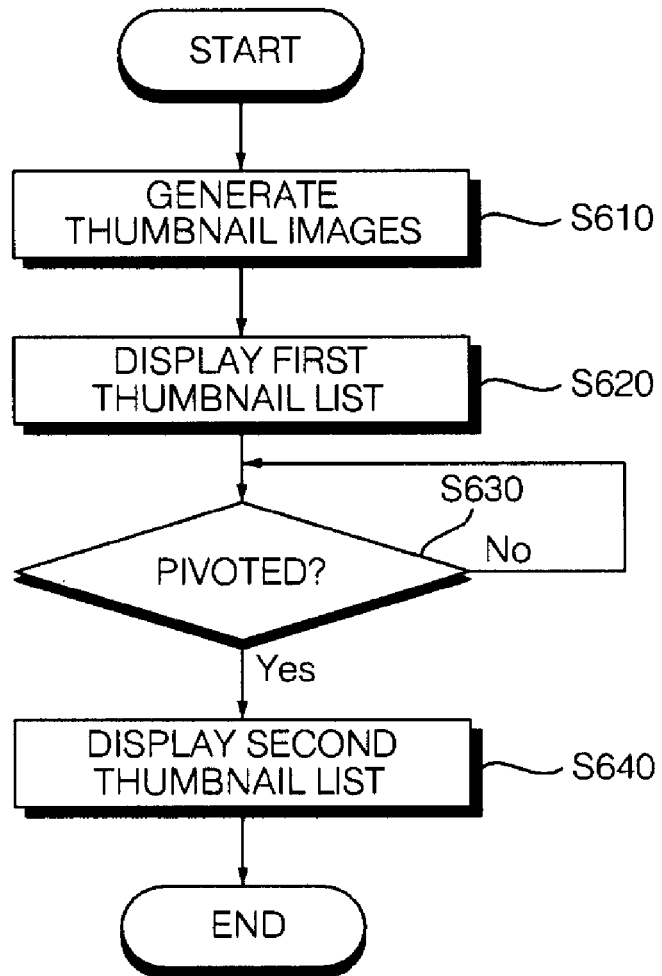 START
GENERATE
THUMBNAIL IMAGES
S610
DISPLAY FIRST
THUMBNAIL LIST
S620
S630
PIVOTED?
No
Yes
DISPLAY SECOND
THUMBNAIL LIST
S640
END